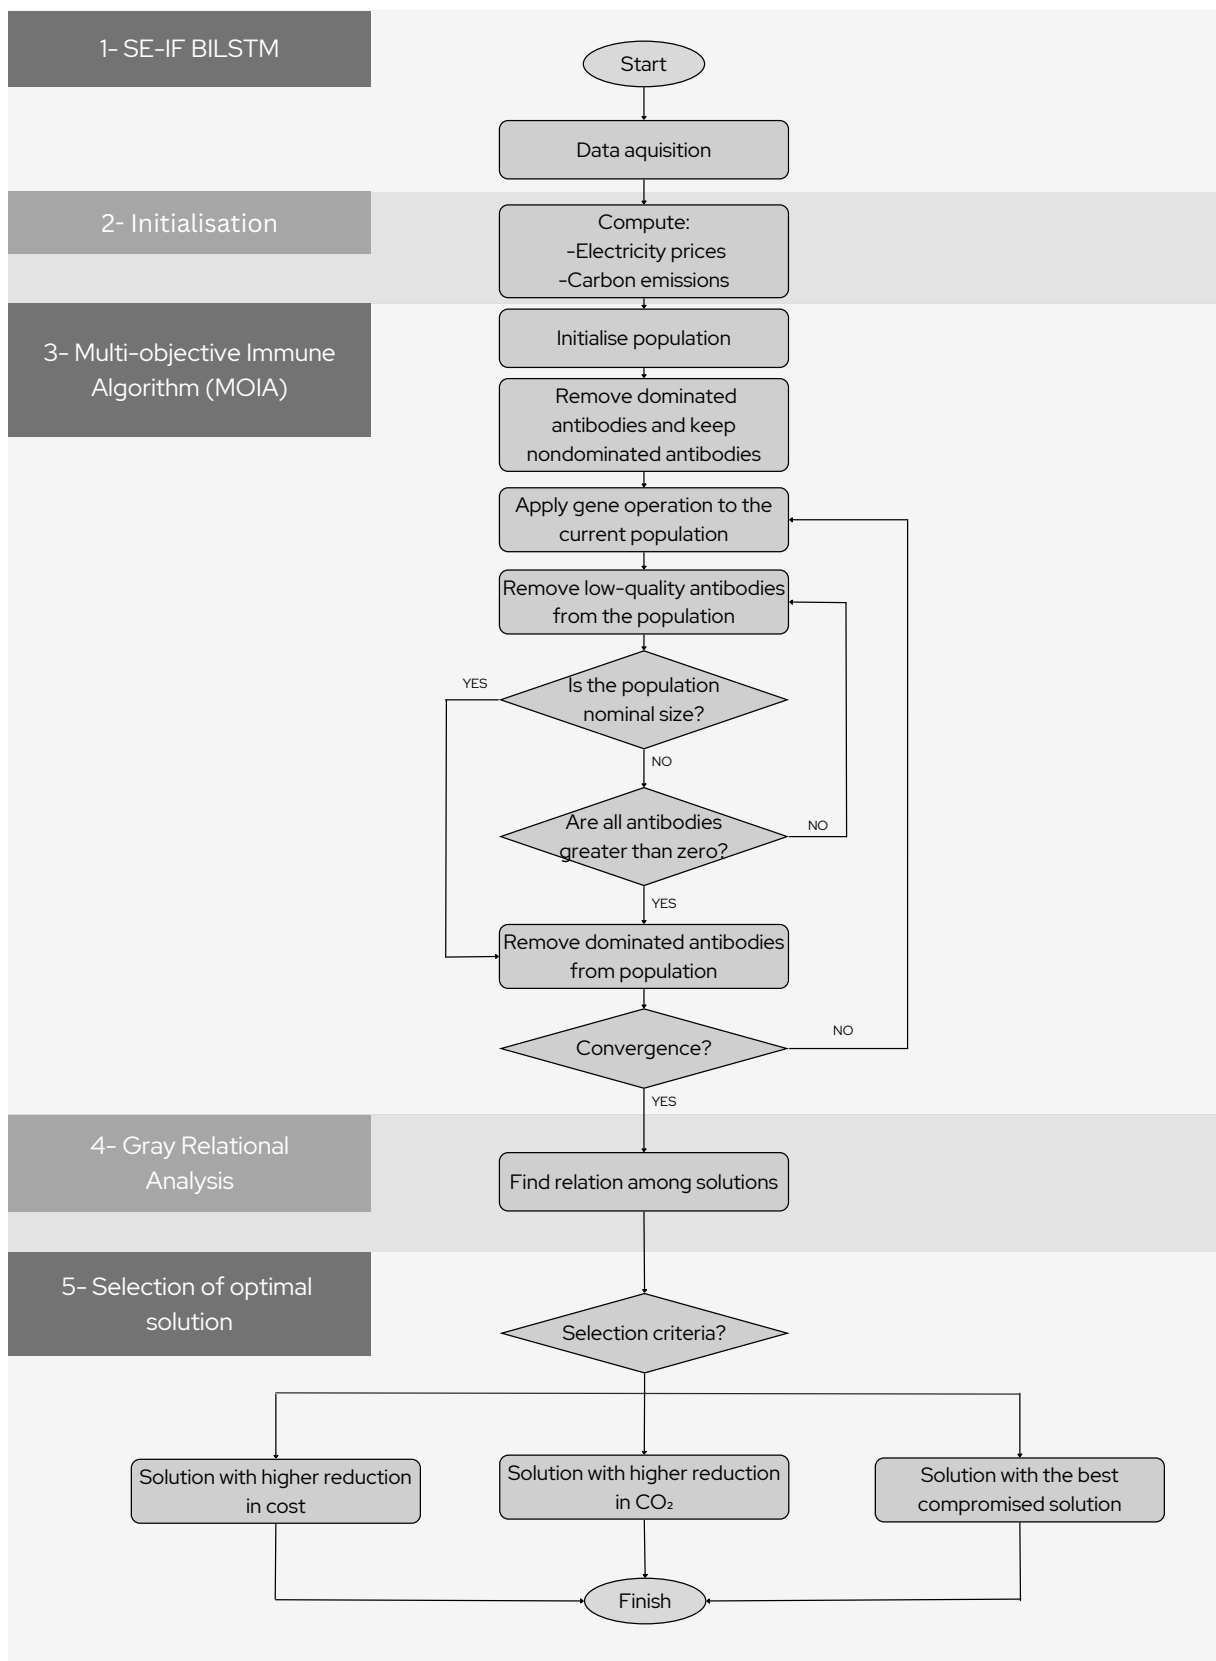 1- SE-IF BILSTM
Start
Data aquisition
2- Initialisation
Compute:
-Electricity prices
-Carbon emissions
3- Multi-objective Immune
Algorithm (MOIA)
Initialise population
Remove dominated
antibodies and keep
nondominated antibodies
Apply gene operation to the
current population
Remove low-quality antibodies
from the population
YES
Is the population
nominal size?
NO
Are all antibodies
greater than zero?
NO
YES
Remove dominated antibodies
from population
Convergence?
NO
YES
4- Gray Relational
Analysis
Find relation among solutions
5- Selection of optimal
solution
Selection criteria?
Solution with higher reduction
in cost
Solution with higher reduction
in CO₂
Solution with the best
compromised solution
Finish